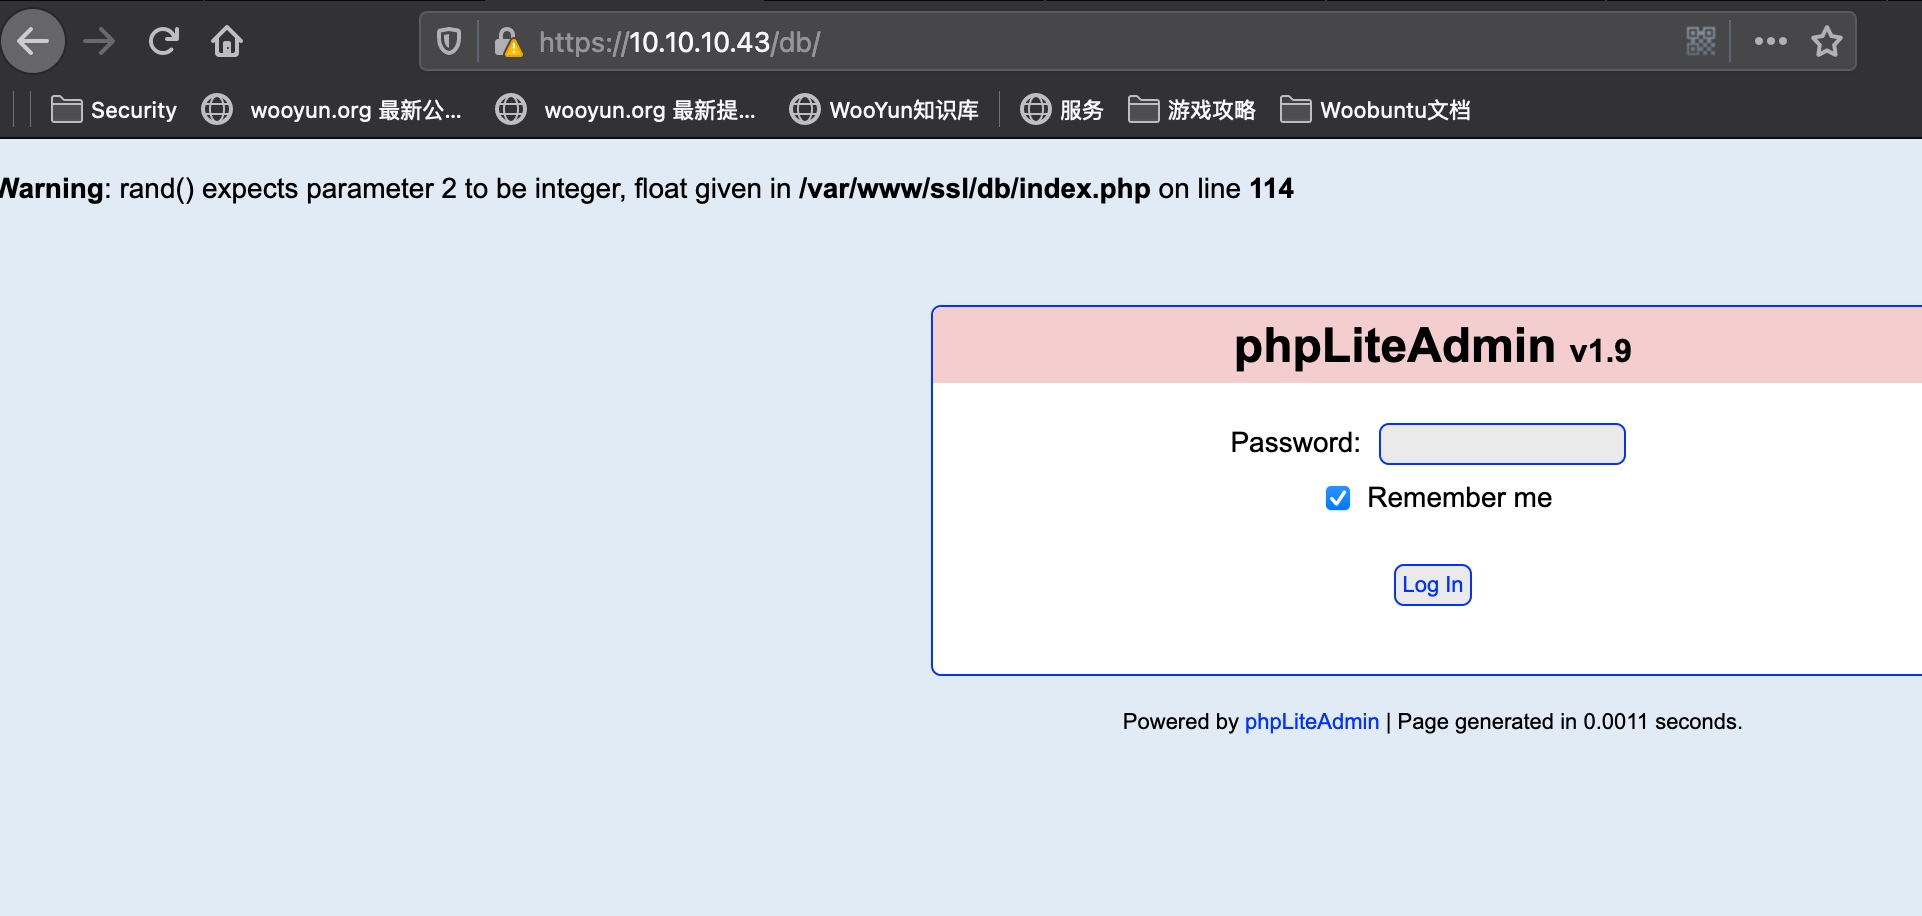 https://10.10.10.43/db/
Security wooyun.org 最新公... wooyun.org 最新提... WooYun知识库 服务 游戏攻略 Woobuntu文档
Warning: rand() expects parameter 2 to be integer, float given in /var/www/ssl/db/index.php on line 114
phpLiteAdmin v1.9
Password:
Remember me
Log In
Powered by phpLiteAdmin | Page generated in 0.0011 seconds.